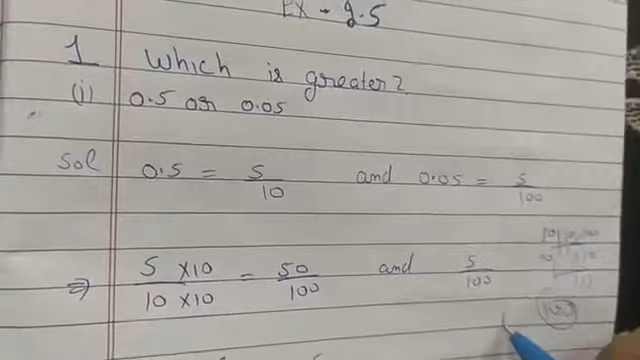 Ex - 2.5
1 Which is greater?
(i) 0.5 or 0.05
Sol 0.5 = 5/10 and 0.05 = 5/100
⇒ 5 ×10 / 10 ×10 = 50/100 and 5/100
100